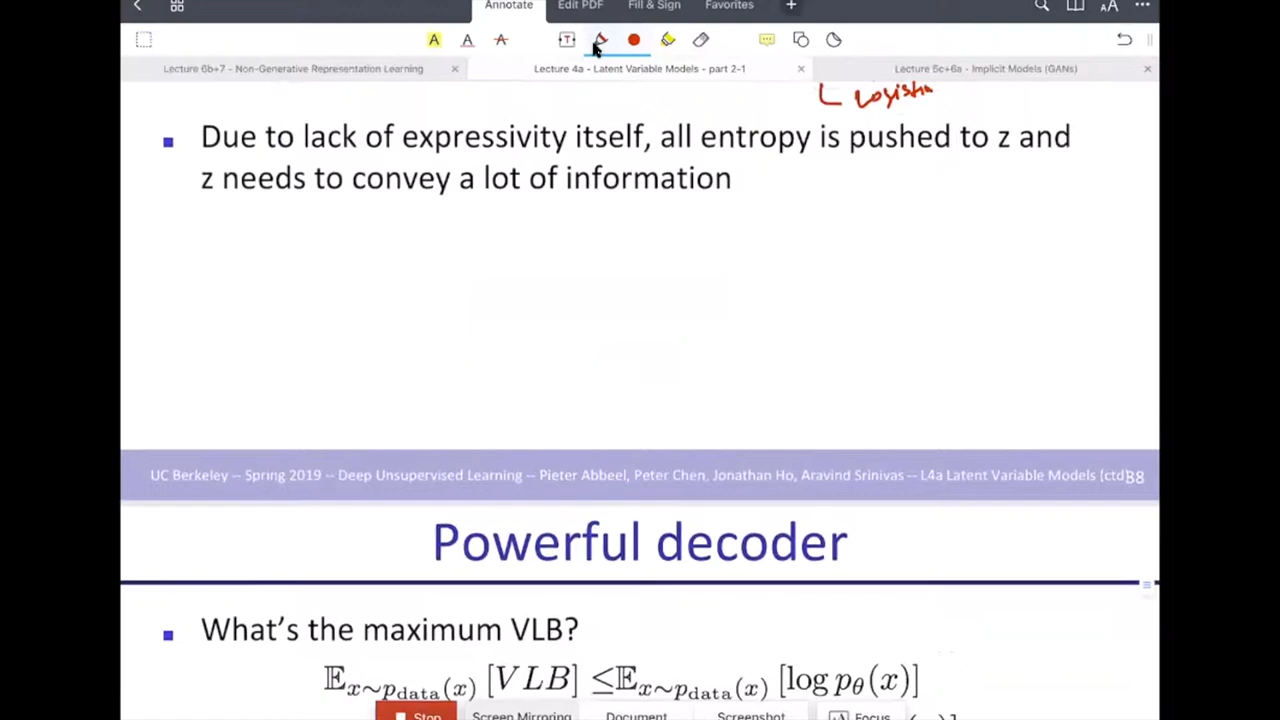 Annotate Edit PDF Fill & Sign Favorites
Lecture 6b+7 - Non-Generative Representation Learning Lecture 4a - Latent Variable Models - part 2-1 Lecture 5c+6a - Implicit Models (GANs)
Due to lack of expressivity itself, all entropy is pushed to z and
z needs to convey a lot of information
UC Berkeley -- Spring 2019 -- Deep Unsupervised Learning -- Pieter Abbeel, Peter Chen, Jonathan Ho, Aravind Srinivas -- L4a Latent Variable Models (ctd)
Powerful decoder
What's the maximum VLB?
𝔼x∼pdata(x) [VLB] ≤𝔼x∼pdata(x) [log pθ(x)]
Stop Screen Mirroring Document Screenshot Focus